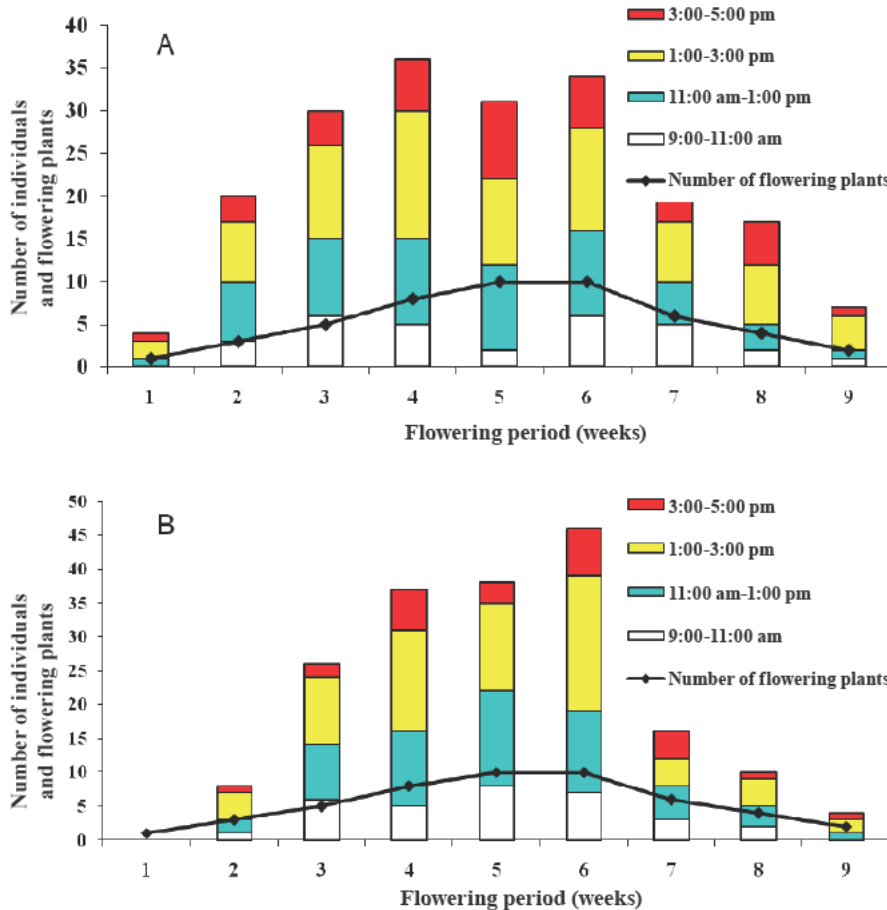 A
40
35
30
25
20
15
10
5
0
Number of individuals
and flowering plants
3:00-5:00 pm
1:00-3:00 pm
11:00 am-1:00 pm
9:00-11:00 am
Number of flowering plants
1 2 3 4 5 6 7 8 9
Flowering period (weeks)
B
50
45
40
35
30
25
20
15
10
5
0
Number of individuals
and flowering plants
3:00-5:00 pm
1:00-3:00 pm
11:00 am-1:00 pm
9:00-11:00 am
Number of flowering plants
1 2 3 4 5 6 7 8 9
Flowering period (weeks)